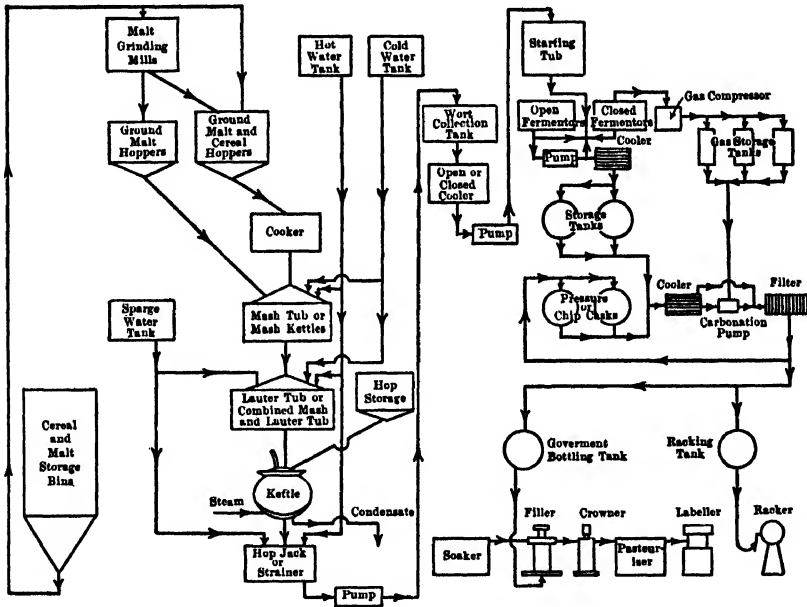 Malt
Grinding
Mills
Hot
Water
Tank
Cold
Water
Tank
Ground
Malt
Hoppers
Ground
Malt and
Cereal
Hoppers
Cooker
Sparge
Water
Tank
Mash Tub or
Mash Kettles
Lauter Tub or
Combined Mash
and Lauter Tub
Hop
Storage
Cereal
and
Malt
Storage
Bins
Kettle
Steam
Condensate
Hop Jack
or
Strainer
Pump
Wort
Collection
Tank
Open or
Closed
Cooler
Pump
Starting
Tub
Open
Fermentors
Closed
Fermentors
Gas Compressor
Cooler
Pump
Gas Storage
Tanks
Storage
Tanks
Pressure
or
Chip Casks
Cooler
Carbonation
Pump
Filter
Goverment
Bottling Tank
Racking
Tank
Soaker
Filler
Crowner
Pasteur-
iser
Labeller
Racker